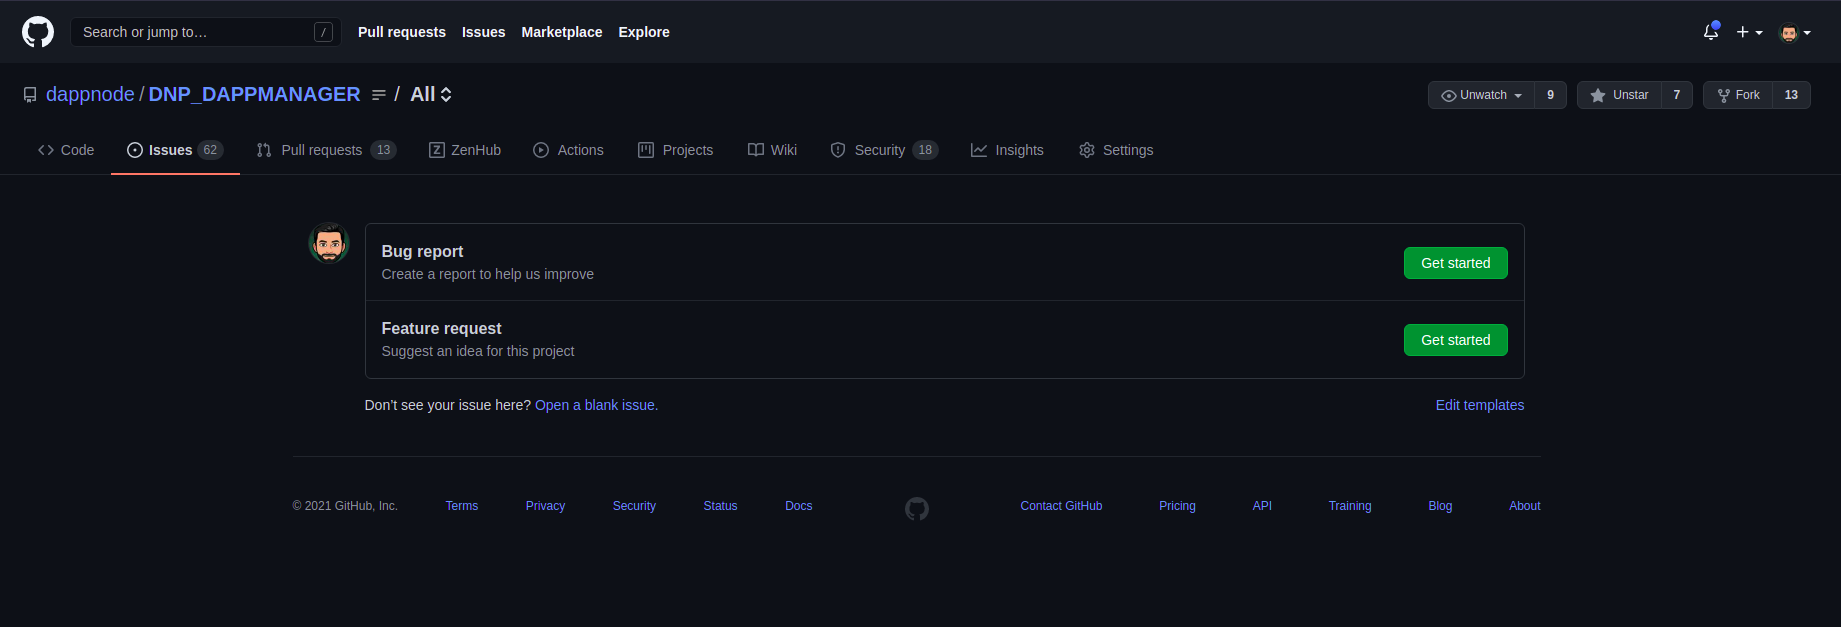 Search or jump to… / Pull requests Issues Marketplace Explore
dappnode / DNP_DAPPMANAGER / All Unwatch 9 Unstar 7 Fork 13
Code Issues 62 Pull requests 13 ZenHub Actions Projects Wiki Security 18 Insights Settings
Bug report
Create a report to help us improve
Get started
Feature request
Suggest an idea for this project
Get started
Don’t see your issue here? Open a blank issue. Edit templates
© 2021 GitHub, Inc. Terms Privacy Security Status Docs Contact GitHub Pricing API Training Blog About